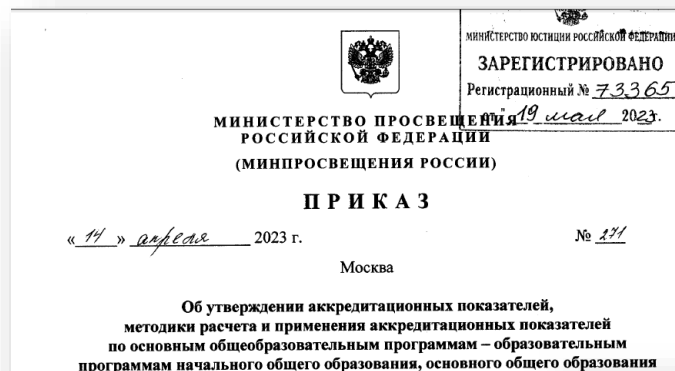 МИНИСТЕРСТВО ЮСТИЦИИ РОССИЙСКОЙ ФЕДЕРАЦИИ
ЗАРЕГИСТРИРОВАНО
Регистрационный № 73365
от "19 мая 2023г.
МИНИСТЕРСТВО ПРОСВЕЩЕНИЯ
РОССИЙСКОЙ ФЕДЕРАЦИИ
(МИНПРОСВЕЩЕНИЯ РОССИИ)
ПРИКАЗ
«14» апреля 2023 г.
№ 271
Москва
Об утверждении аккредитационных показателей,
методики расчета и применения аккредитационных показателей
по основным общеобразовательным программам – образовательным
программам начального общего образования, основного общего образования